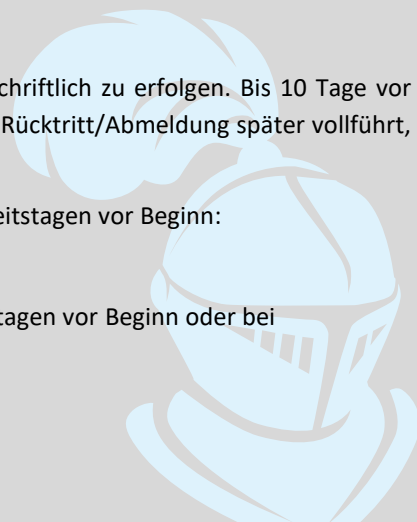 chriftlich zu erfolgen. Bis 10 Tage vor
Rücktritt/Abmeldung später vollführt,
eitstagen vor Beginn:
tagen vor Beginn oder bei